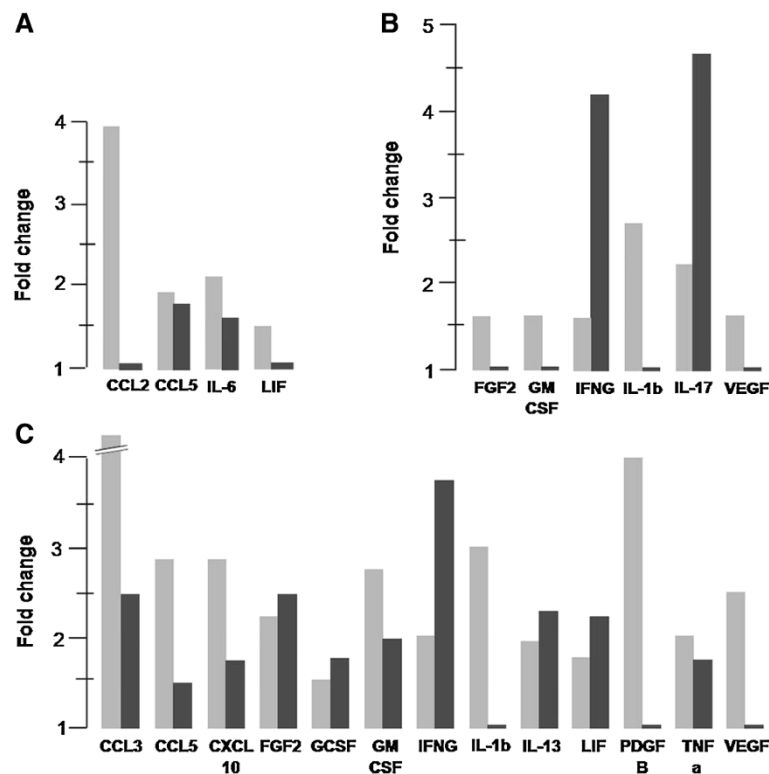 A
B
Fold change
4
3
2
1
CCL2 CCL5 IL-6 LIF
Fold change
5
4
3
2
1
FGF2 GM IFNG IL-1b IL-17 VEGF
CSF
C
Fold change
4
3
2
1
CCL3 CCL5 CXCL FGF2 GCSF GM IFNG IL-1b IL-13 LIF PDGF TNF VEGF
10 CSF B a